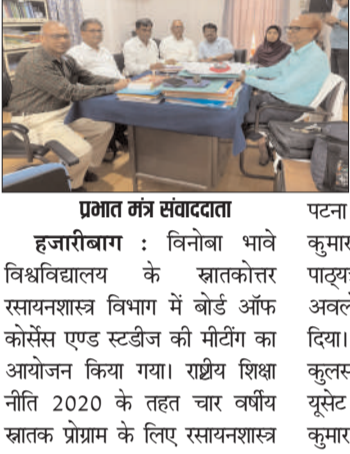 प्रभात मंत्र संवाददाता
हजारीबाग : विनोबा भावे
विश्वविद्यालय के स्नातकोत्तर
रसायनशास्त्र विभाग में बोर्ड ऑफ
कोर्सेस एण्ड स्टडीज की मीटींग का
आयोजन किया गया। राष्ट्रीय शिक्षा
नीति 2020 के तहत चार वर्षीय
स्नातक प्रोग्राम के लिए रसायनशास्त्र
पटना
कुमार
पाठ्य
अवलो
दिया।
कुलस
यूसेट
कुमार